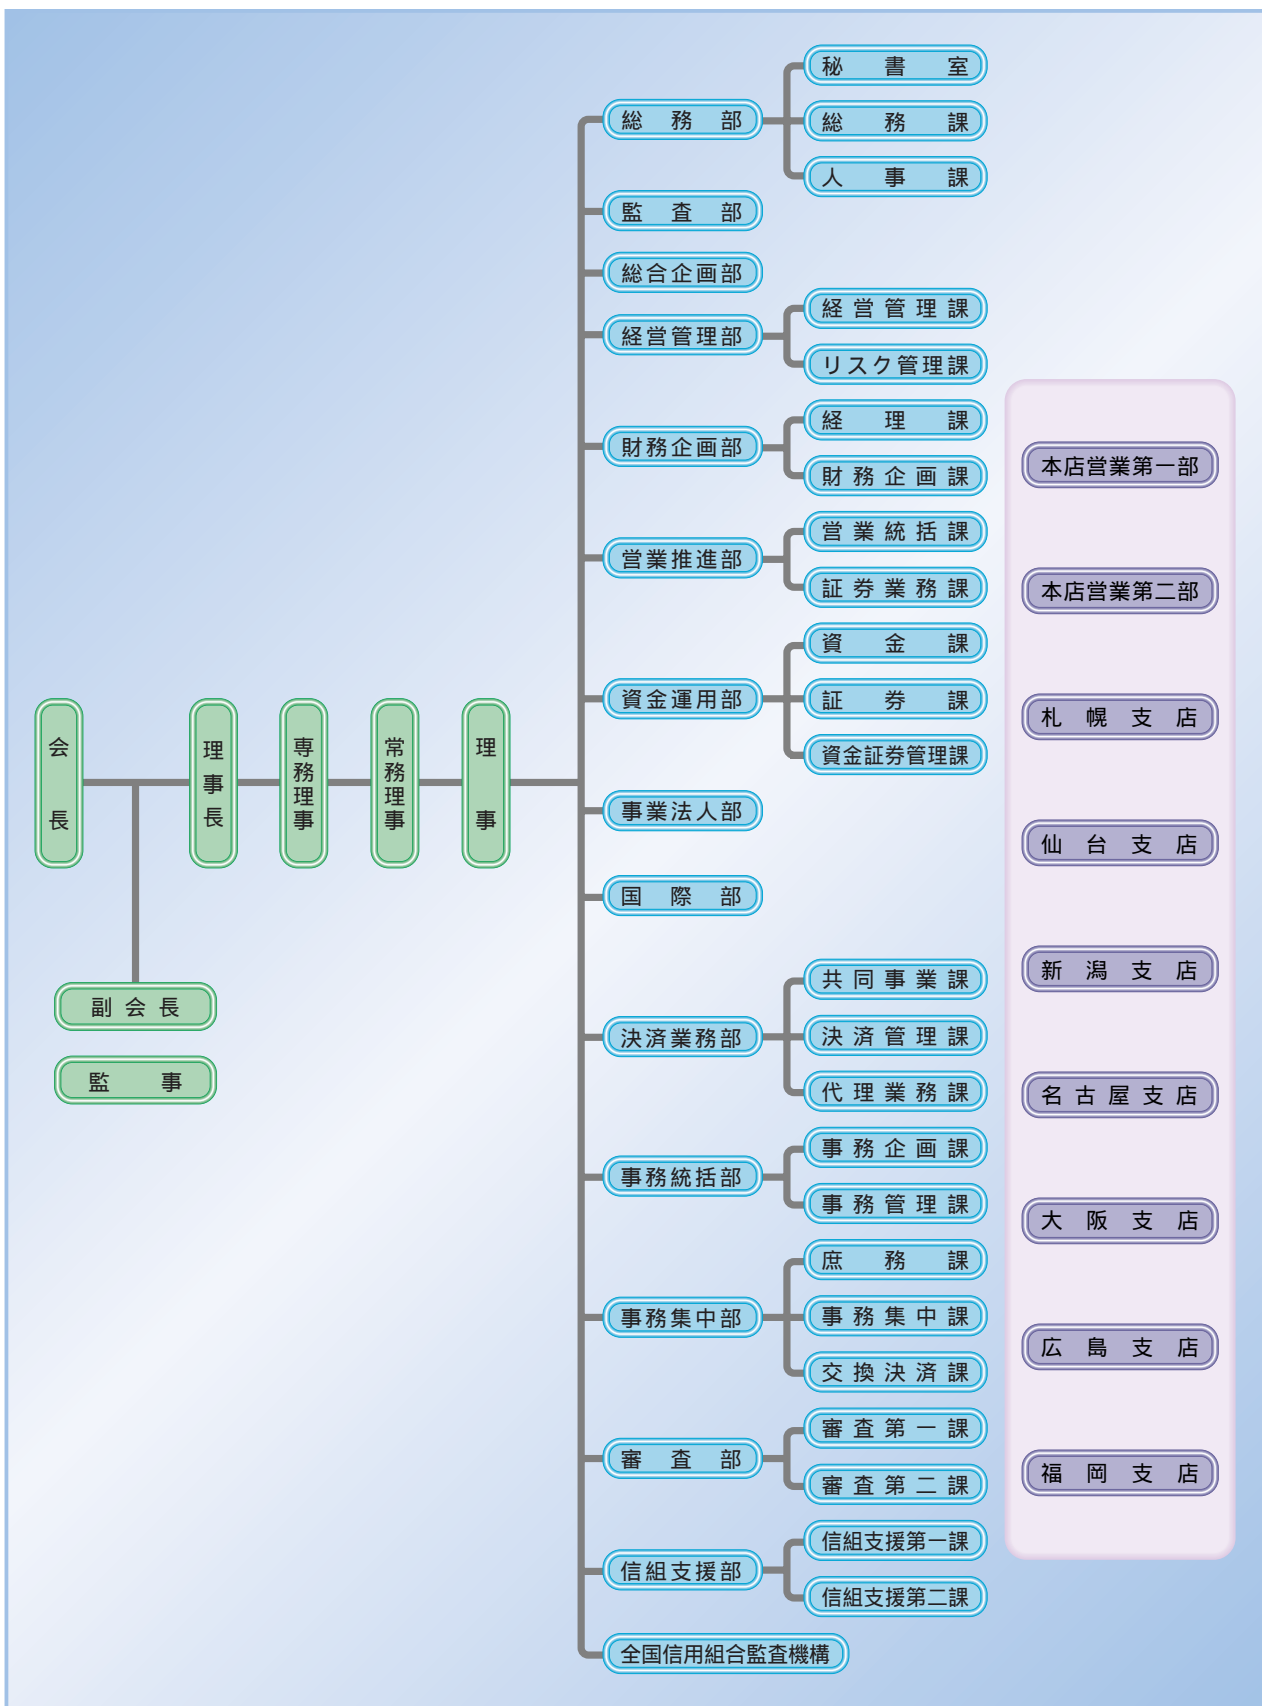 会長
理事長
専務理事
常務理事
理事
副会長
監事
総務部
秘書室
総務課
人事課
監査部
総合企画部
経営管理部
経営管理課
リスク管理課
財務企画部
経理課
財務企画課
営業推進部
営業統括課
証券業務課
資金運用部
資金課
証券課
資金証券管理課
事業法人部
国際部
決済業務部
共同事業課
決済管理課
代理業務課
事務統括部
事務企画課
事務管理課
事務集中部
庶務課
事務集中課
交換決済課
審査部
審査第一課
審査第二課
信組支援部
信組支援第一課
信組支援第二課
全国信用組合監査機構
本店営業第一部
本店営業第二部
札幌支店
仙台支店
新潟支店
名古屋支店
大阪支店
広島支店
福岡支店